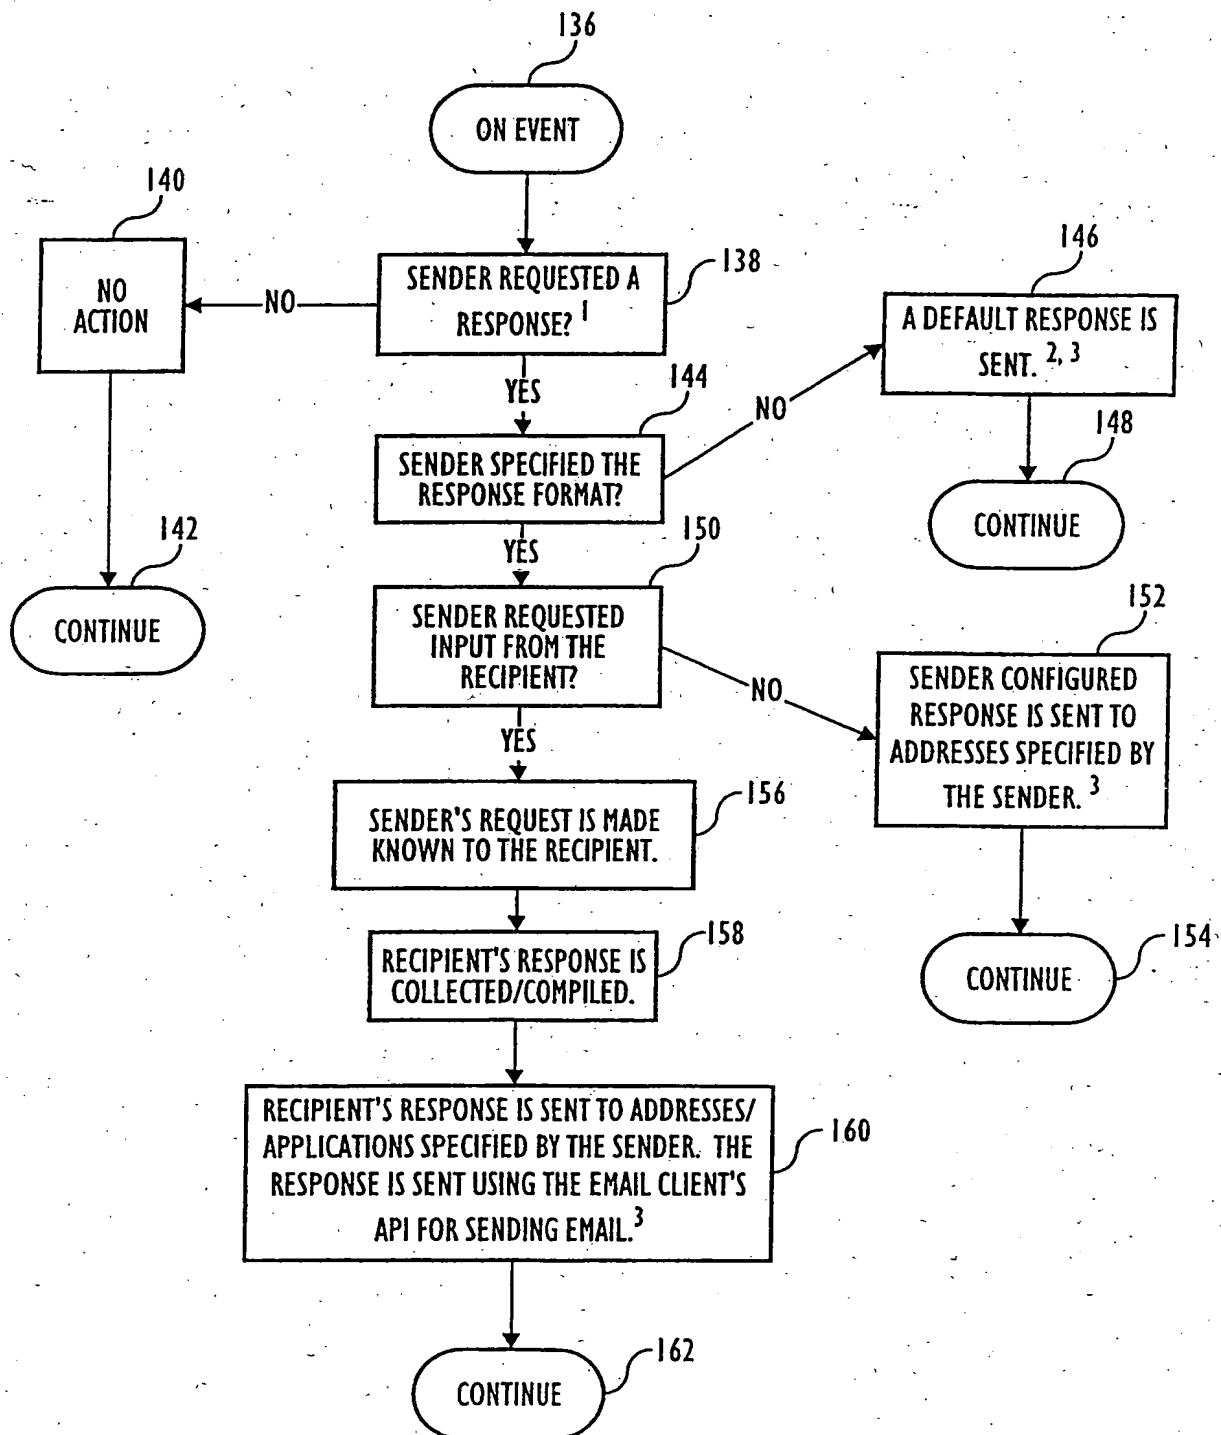 136
ON EVENT
140
NO
ACTION
NO
138
SENDER REQUESTED A
RESPONSE? 1
146
A DEFAULT RESPONSE IS
SENT. 2, 3
YES
144
NO
SENDER SPECIFIED THE
RESPONSE FORMAT?
148
CONTINUE
142
CONTINUE
YES
150
SENDER REQUESTED
INPUT FROM THE
RECIPIENT?
NO
152
SENDER CONFIGURED
RESPONSE IS SENT TO
ADDRESSES SPECIFIED BY
THE SENDER. 3
YES
156
SENDER'S REQUEST IS MADE
KNOWN TO THE RECIPIENT.
158
RECIPIENT'S RESPONSE IS
COLLECTED/COMPILED.
154
CONTINUE
160
RECIPIENT'S RESPONSE IS SENT TO ADDRESSES/
APPLICATIONS SPECIFIED BY THE SENDER. THE
RESPONSE IS SENT USING THE EMAIL CLIENT'S
API FOR SENDING EMAIL. 3
162
CONTINUE